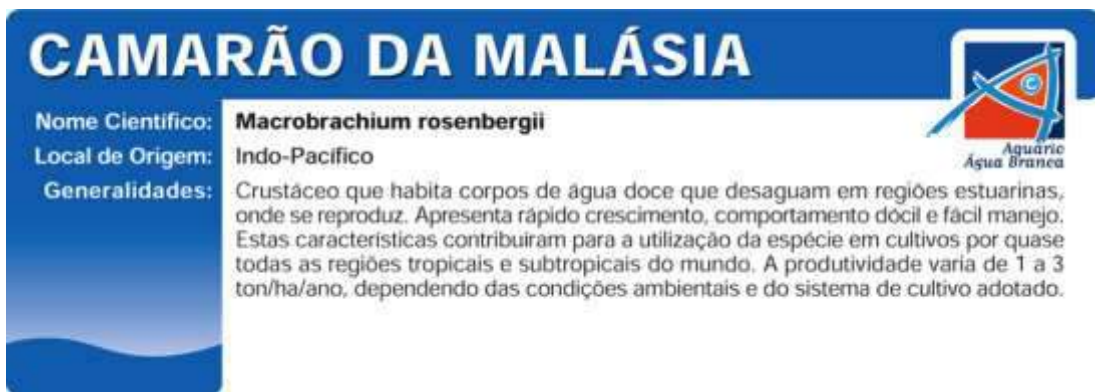 CAMARÃO DA MALÁSIA
Nome Científico: Macrobrachium rosenbergii
Local de Origem: Indo-Pacífico
Generalidades: Crustáceo que habita corpos de água doce que desaguam em regiões estuarinas,
onde se reproduz. Apresenta rápido crescimento, comportamento dócil e fácil manejo.
Estas características contribuiram para a utilização da espécie em cultivos por quase
todas as regiões tropicais e subtropicais do mundo. A produtividade varia de 1 a 3
ton/ha/ano, dependendo das condições ambientais e do sistema de cultivo adotado.
Aquário
Água Branca